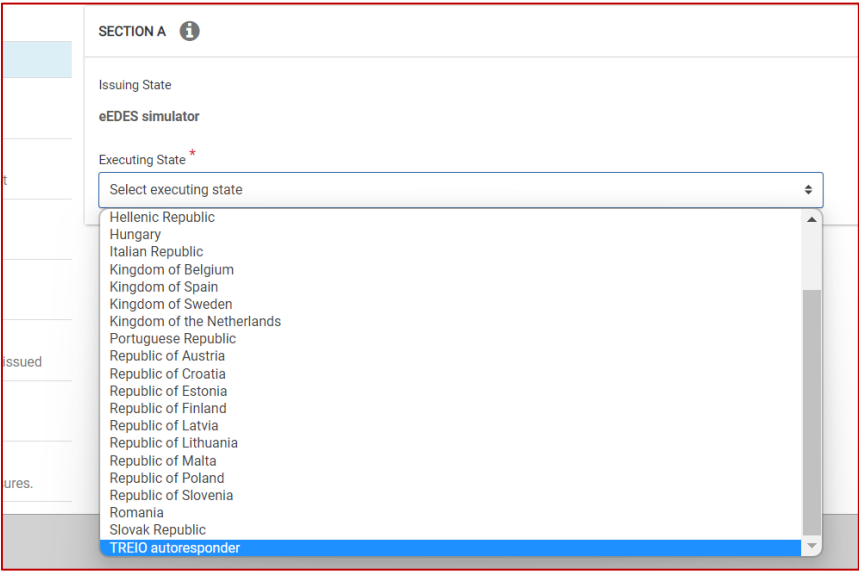 SECTION A
Issuing State
eEDES simulator
Executing State *
t
Select executing state
Hellenic Republic
Hungary
Italian Republic
Kingdom of Belgium
Kingdom of Spain
Kingdom of Sweden
Kingdom of the Netherlands
Portuguese Republic
Republic of Austria
issued
Republic of Croatia
Republic of Estonia
Republic of Finland
Republic of Latvia
Republic of Lithuania
Republic of Malta
Republic of Poland
ures.
Republic of Slovenia
Romania
Slovak Republic
TREIO autoresponder